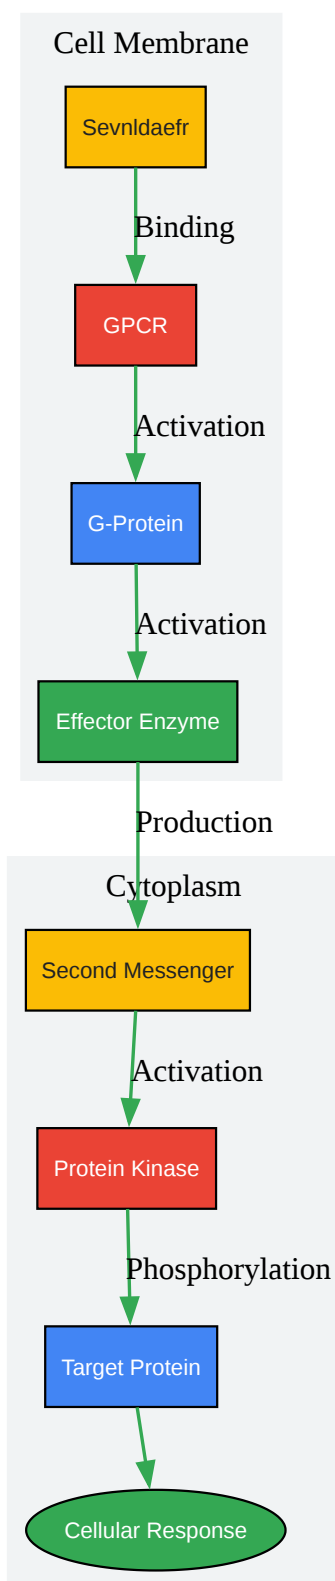 Cell Membrane
Sevnldaefr
Binding
GPCR
Activation
G-Protein
Activation
Effector Enzyme
Production
Cytoplasm
Second Messenger
Activation
Protein Kinase
Phosphorylation
Target Protein
Cellular Response